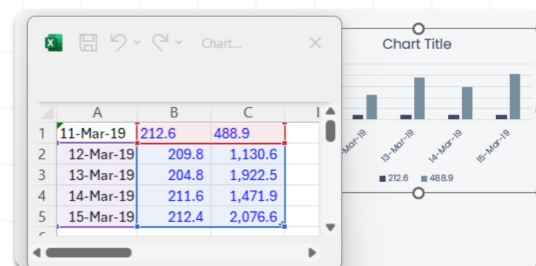 Chart...
Chart Title
A B C
1 11-Mar-19 212.6 488.9
2 12-Mar-19 209.8 1,130.6
3 13-Mar-19 204.8 1,922.5
4 14-Mar-19 211.6 1,471.9
5 15-Mar-19 212.4 2,076.6
13-Mar-19 14-Mar-19 15-Mar-19
212.6 488.9